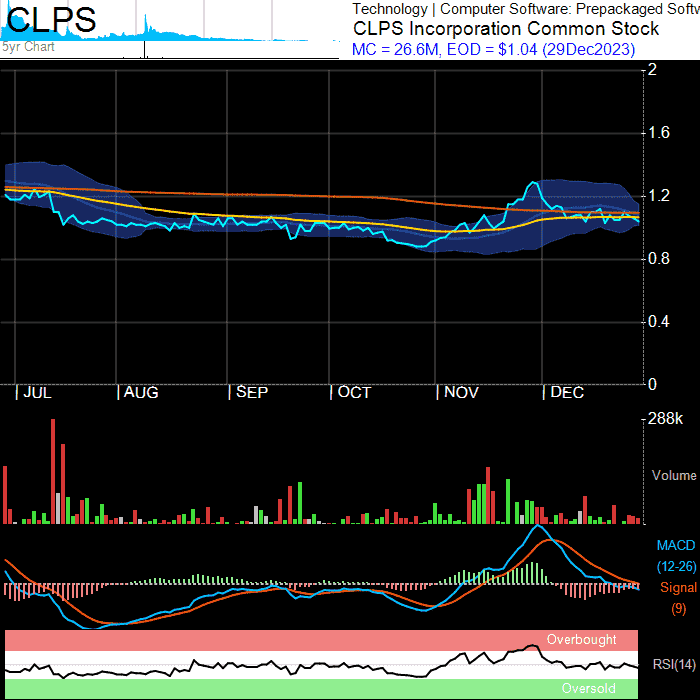 CLPS
5yr Chart
Technology | Computer Software: Prepackaged Softw
CLPS Incorporation Common Stock
MC = 26.6M, EOD = $1.04 (29Dec2023)
2
1.6
1.2
0.8
0.4
0
JUL AUG SEP OCT NOV DEC
288k
Volume
MACD
(12-26)
Signal
(9)
Overbought
RSI(14)
Oversold